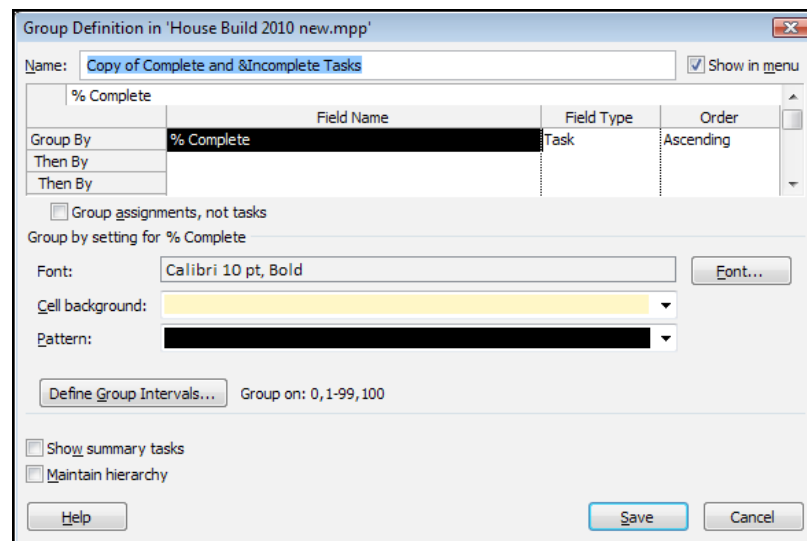 Group Definition in 'House Build 2010 new.mpp'
Name: Copy of Complete and &Incomplete Tasks Show in menu
% Complete
Field Name Field Type Order
Group By % Complete Task Ascending
Then By
Then By
Group assignments, not tasks
Group by setting for % Complete
Font: Calibri 10 pt, Bold Font...
Cell background:
Pattern:
Define Group Intervals... Group on: 0,1-99,100
Show summary tasks
Maintain hierarchy
Help Save Cancel